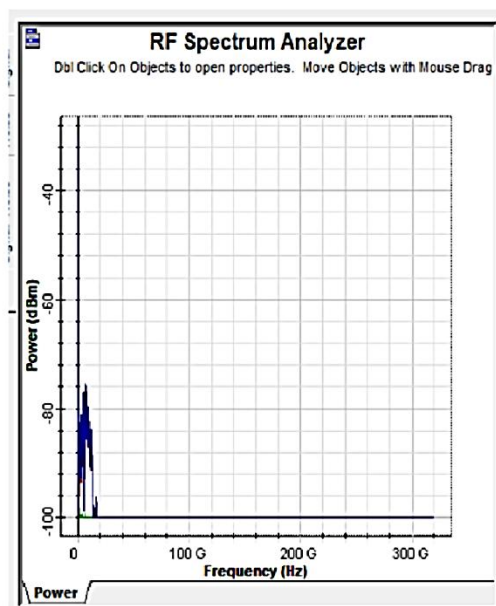 RF Spectrum Analyzer
Dbl Click On Objects to open properties. Move Objects with Mouse Drag
-40
-60
-80
-100
Power (dBm)
0 100 G 200 G 300 G
Frequency (Hz)
Power